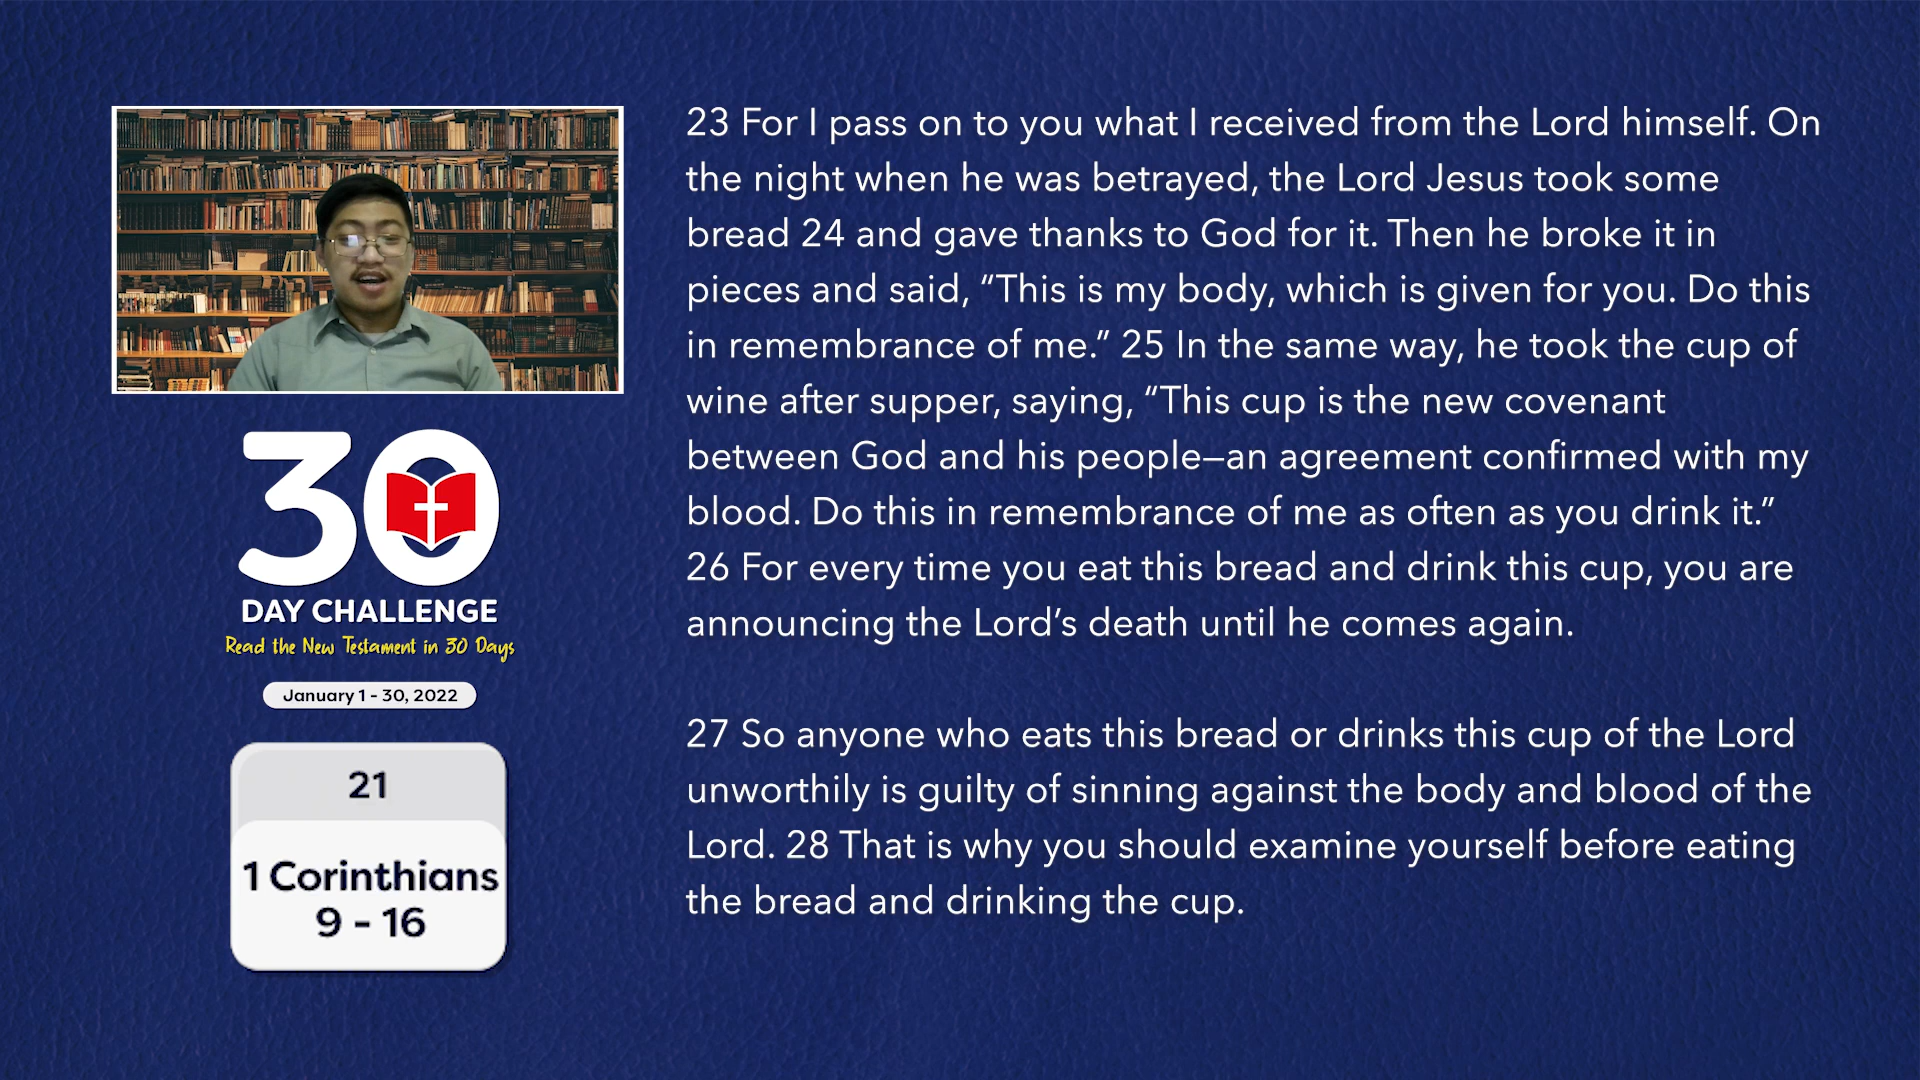 23 For I pass on to you what I received from the Lord himself. On
the night when he was betrayed, the Lord Jesus took some
bread 24 and gave thanks to God for it. Then he broke it in
pieces and said, “This is my body, which is given for you. Do this
in remembrance of me.” 25 In the same way, he took the cup of
wine after supper, saying, “This cup is the new covenant
between God and his people—an agreement confirmed with my
blood. Do this in remembrance of me as often as you drink it.”
26 For every time you eat this bread and drink this cup, you are
announcing the Lord’s death until he comes again.
27 So anyone who eats this bread or drinks this cup of the Lord
unworthily is guilty of sinning against the body and blood of the
Lord. 28 That is why you should examine yourself before eating
the bread and drinking the cup.
30
DAY CHALLENGE
Read the New Testament in 30 Days
January 1 - 30, 2022
21
1 Corinthians
9 - 16